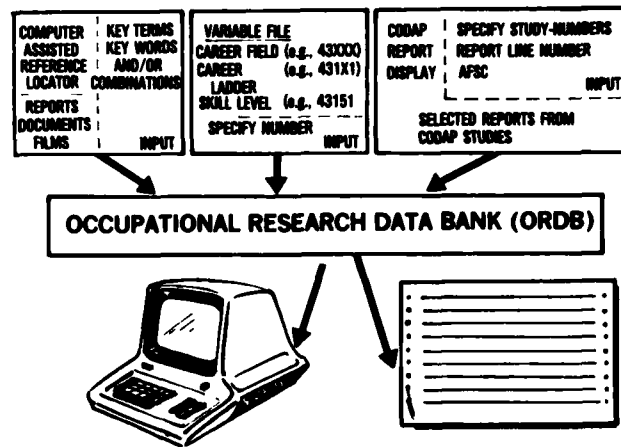 COMPUTER
ASSISTED
REFERENCE
LOCATOR
REPORTS
DOCUMENTS
FILMS
KEY TERMS
KEY WORDS
AND/OR
COMBINATIONS
INPUT
VARIABLE FILE
CAREER FIELD (e.g., 43XXX)
CAREER (e.g., 431X1)
LADDER
SKILL LEVEL (e.g., 43151
SPECIFY NUMBER
INPUT
CODAP
REPORT
DISPLAY
SPECIFY STUDY-NUMBERS
REPORT LINE NUMBER
AFSC
INPUT
SELECTED REPORTS FROM
CODAP STUDIES
OCCUPATIONAL RESEARCH DATA BANK (ORDB)